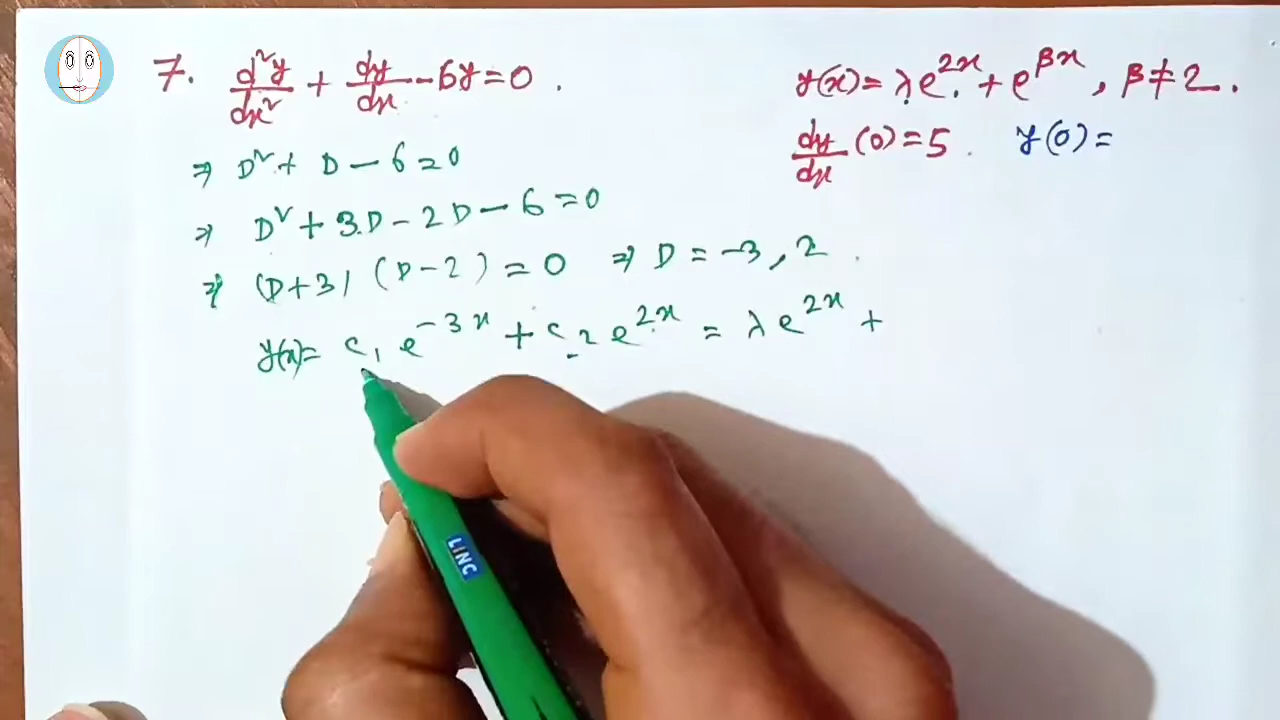 7. d²y/dx² + dy/dx - 6y = 0 .
y(x) = λe^{2x} + e^{βx} , β ≠ 2 .
dy/dx (0) = 5 . y(0) =
⇒ D² + D - 6 = 0
⇒ D² + 3D - 2D - 6 = 0
⇒ (D+3) (D-2) = 0 ⇒ D = -3, 2 .
y(x) = c₁ e^{-3x} + c₂ e^{2x} = λ e^{2x} +
LINC